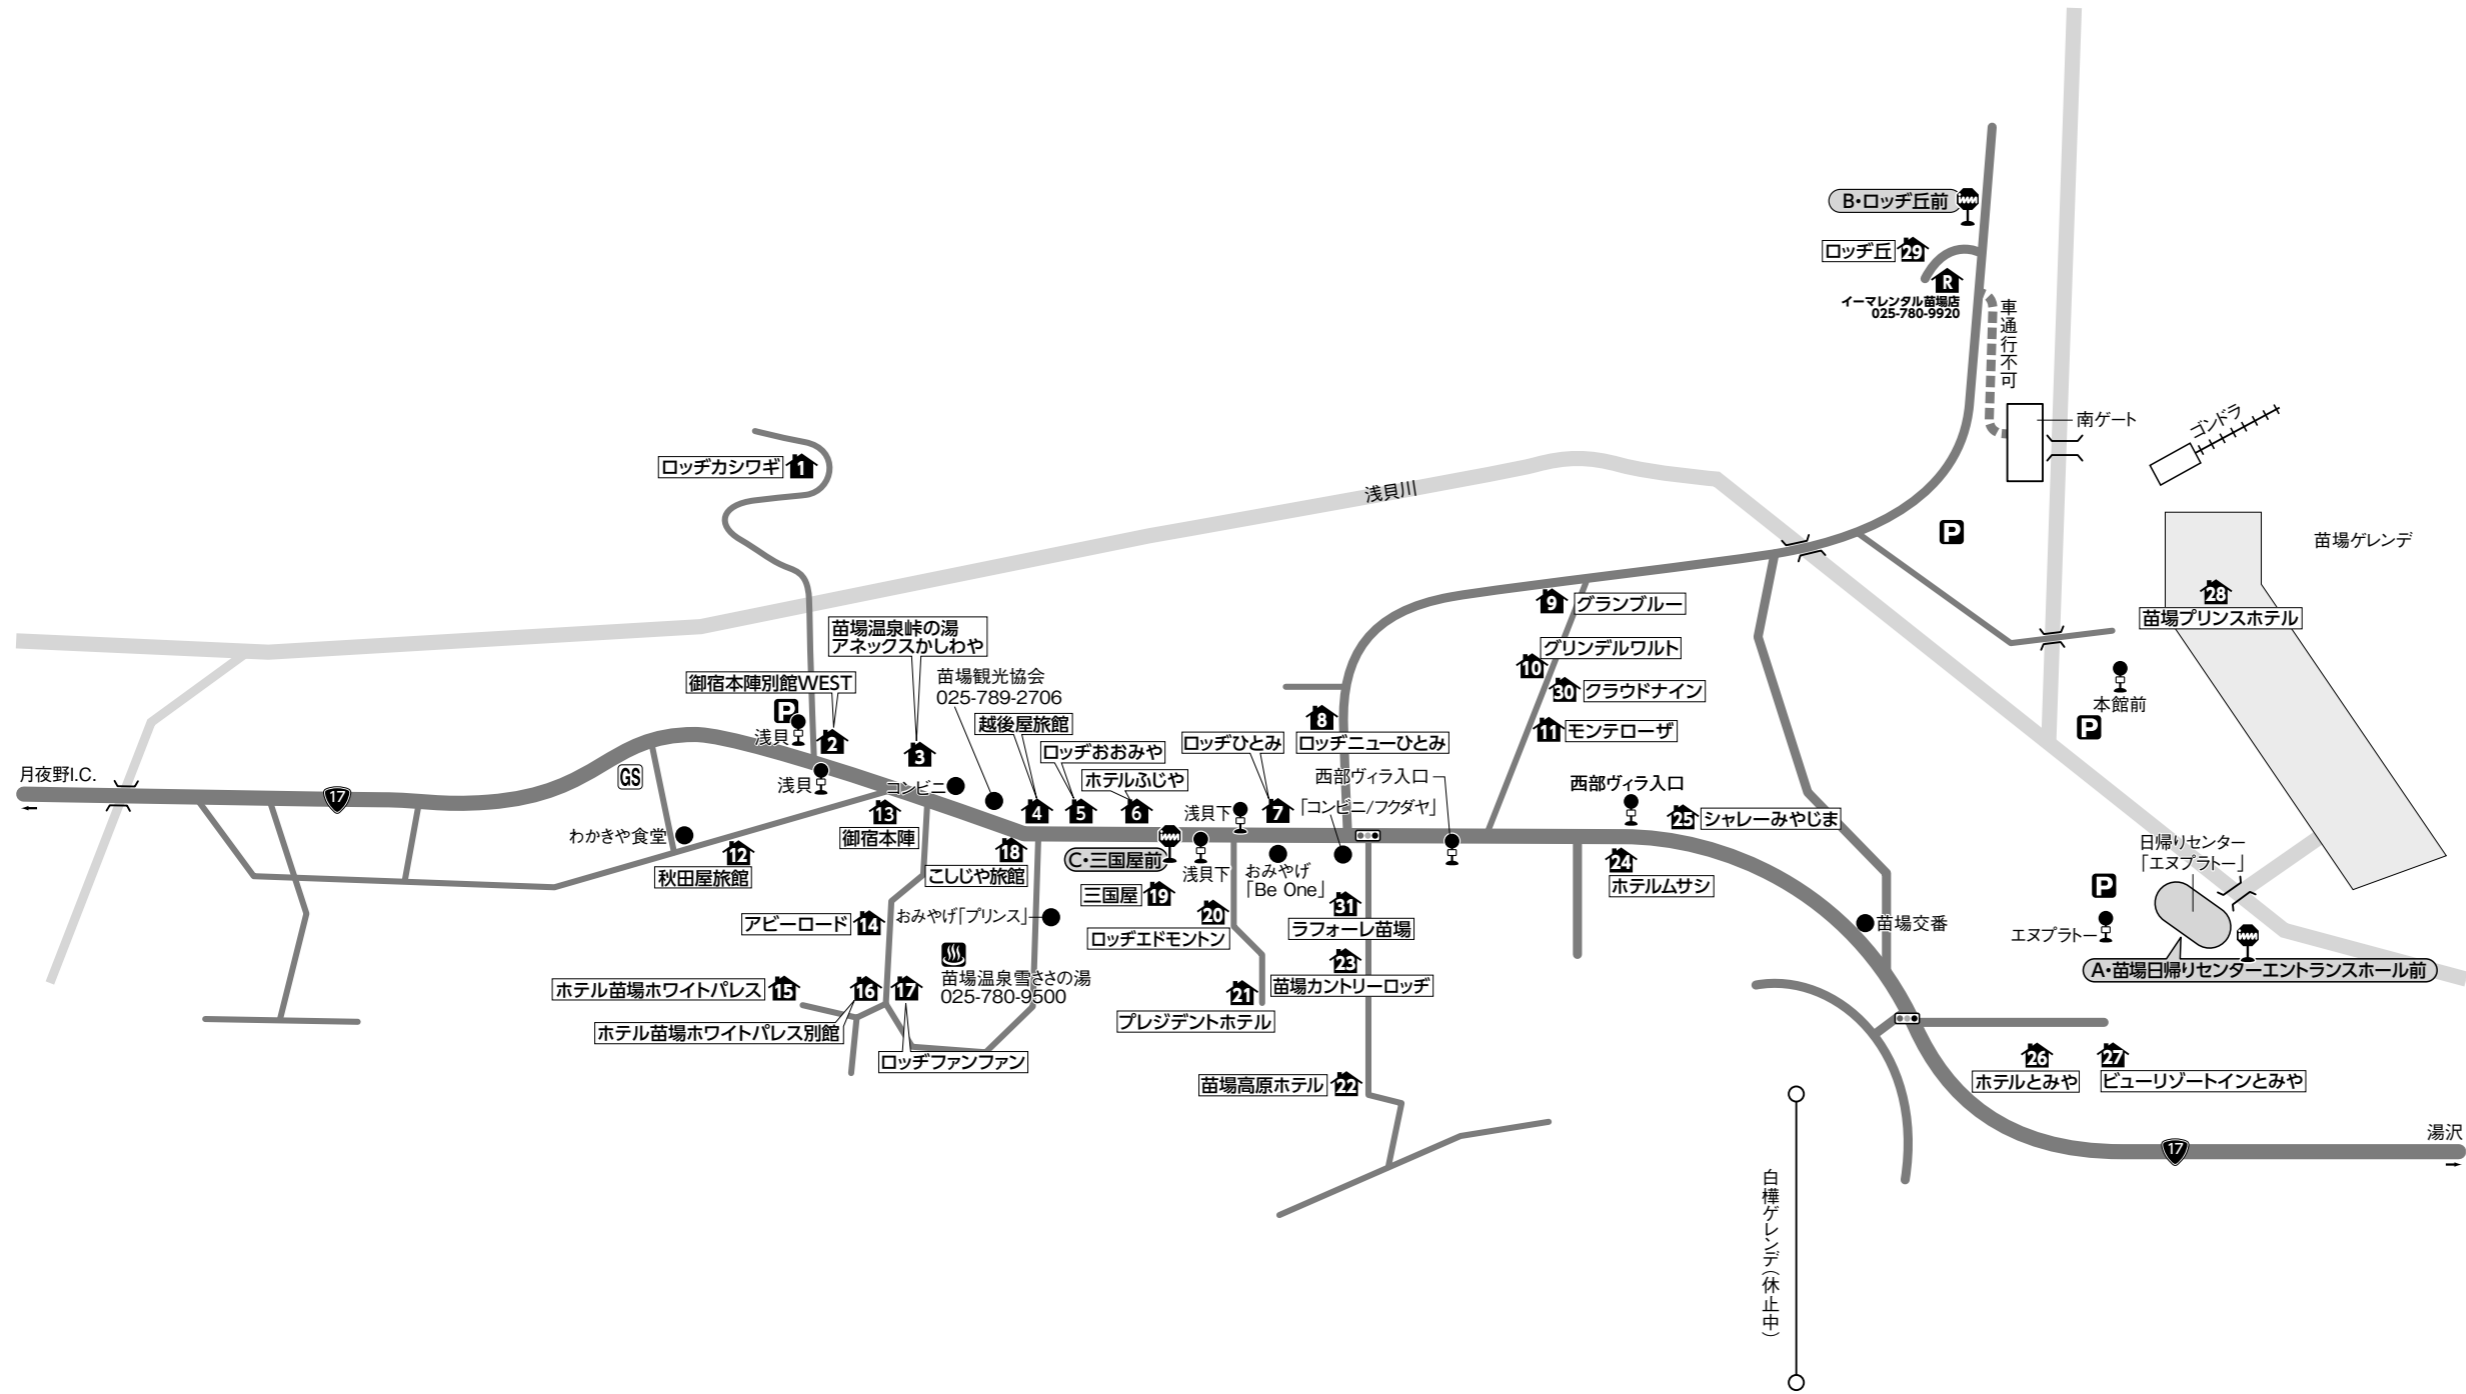 B・ロッヂ丘前
ロッヂ丘
29
R
イーマレンタル苗場店
025-780-9920
車通行不可
南ゲート
ゴンドラ
ロッヂカシワギ
1
浅貝川
P
苗場ゲレンデ
28
苗場プリンスホテル
9
グランブルー
苗場温泉峠の湯
アネックスかしわや
3
グリンデルワルト
10
30
クラウドナイン
11
モンテローザ
本館前
P
御宿本陣別館WEST
P
浅貝
2
苗場観光協会
025-789-2706
越後屋旅館
4
ロッヂおおみや
5
ホテルふじや
6
ロッヂひとみ
7
8
ロッヂニューひとみ
西部ヴィラ入口
「コンビニ/フクダヤ」
西部ヴィラ入口
25
シャレーみやじま
月夜野I.C.
17
GS
浅貝
コンビニ
13
御宿本陣
浅貝下
わかきや食堂
12
秋田屋旅館
18
こしじや旅館
C・三国屋前
浅貝下
おみやげ
「Be One」
24
ホテルムサシ
日帰りセンター
「エヌプラトー」
P
三国屋
19
アビーロード
14
おみやげ「プリンス」
20
ロッヂエドモントン
31
ラフォーレ苗場
苗場交番
エヌプラトー
A・苗場日帰りセンターエントランスホール前
ホテル苗場ホワイトパレス
15
16
17
苗場温泉雪ささの湯
025-780-9500
23
苗場カントリーロッヂ
21
プレジデントホテル
ホテル苗場ホワイトパレス別館
ロッヂファンファン
苗場高原ホテル
22
26
ホテルとみや
27
ビューリゾートインとみや
湯沢
17
白樺ゲレンデ(休止中)